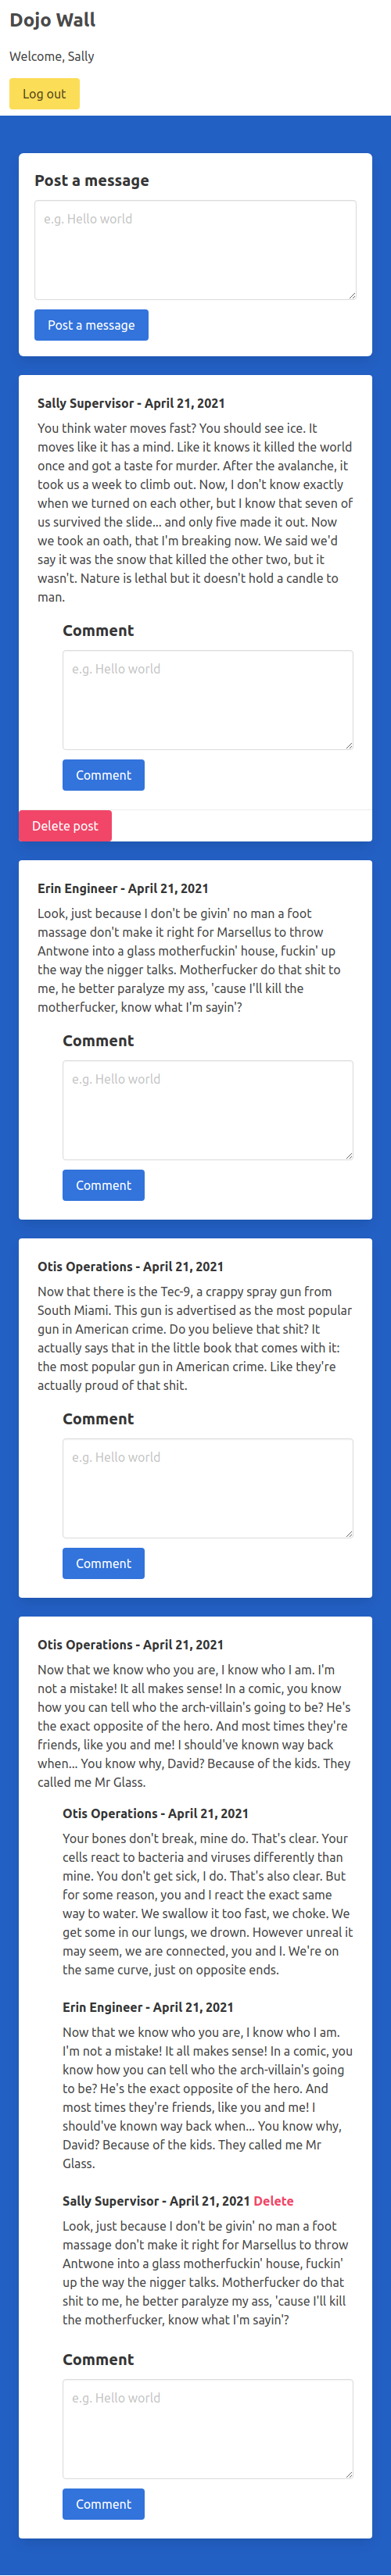 Dojo Wall
Welcome, Sally
Log out
Post a message
e.g. Hello world
Post a message
Sally Supervisor - April 21, 2021
You think water moves fast? You should see ice. It
moves like it has a mind. Like it knows it killed the world
once and got a taste for murder. After the avalanche, it
took us a week to climb out. Now, I don't know exactly
when we turned on each other, but I know that seven of
us survived the slide... and only five made it out. Now
we took an oath, that I'm breaking now. We said we'd
say it was the snow that killed the other two, but it
wasn't. Nature is lethal but it doesn't hold a candle to
man.
Comment
e.g. Hello world
Comment
Delete post
Erin Engineer - April 21, 2021
Look, just because I don't be givin' no man a foot
massage don't make it right for Marsellus to throw
Antwone into a glass motherfuckin' house, fuckin' up
the way the nigger talks. Motherfucker do that shit to
me, he better paralyze my ass, 'cause I'll kill the
motherfucker, know what I'm sayin'?
Comment
e.g. Hello world
Comment
Otis Operations - April 21, 2021
Now that there is the Tec-9, a crappy spray gun from
South Miami. This gun is advertised as the most popular
gun in American crime. Do you believe that shit? It
actually says that in the little book that comes with it:
the most popular gun in American crime. Like they're
actually proud of that shit.
Comment
e.g. Hello world
Comment
Otis Operations - April 21, 2021
Now that we know who you are, I know who I am. I'm
not a mistake! It all makes sense! In a comic, you know
how you can tell who the arch-villain's going to be? He's
the exact opposite of the hero. And most times they're
friends, like you and me! I should've known way back
when... You know why, David? Because of the kids. They
called me Mr Glass.
Otis Operations - April 21, 2021
Your bones don't break, mine do. That's clear. Your
cells react to bacteria and viruses differently than
mine. You don't get sick, I do. That's also clear. But
for some reason, you and I react the exact same
way to water. We swallow it too fast, we choke. We
get some in our lungs, we drown. However unreal it
may seem, we are connected, you and I. We're on
the same curve, just on opposite ends.
Erin Engineer - April 21, 2021
Now that we know who you are, I know who I am.
I'm not a mistake! It all makes sense! In a comic, you
know how you can tell who the arch-villain's going
to be? He's the exact opposite of the hero. And
most times they're friends, like you and me! I
should've known way back when... You know why,
David? Because of the kids. They called me Mr
Glass.
Sally Supervisor - April 21, 2021 Delete
Look, just because I don't be givin' no man a foot
massage don't make it right for Marsellus to throw
Antwone into a glass motherfuckin' house, fuckin'
up the way the nigger talks. Motherfucker do that
shit to me, he better paralyze my ass, 'cause I'll kill
the motherfucker, know what I'm sayin'?
Comment
e.g. Hello world
Comment